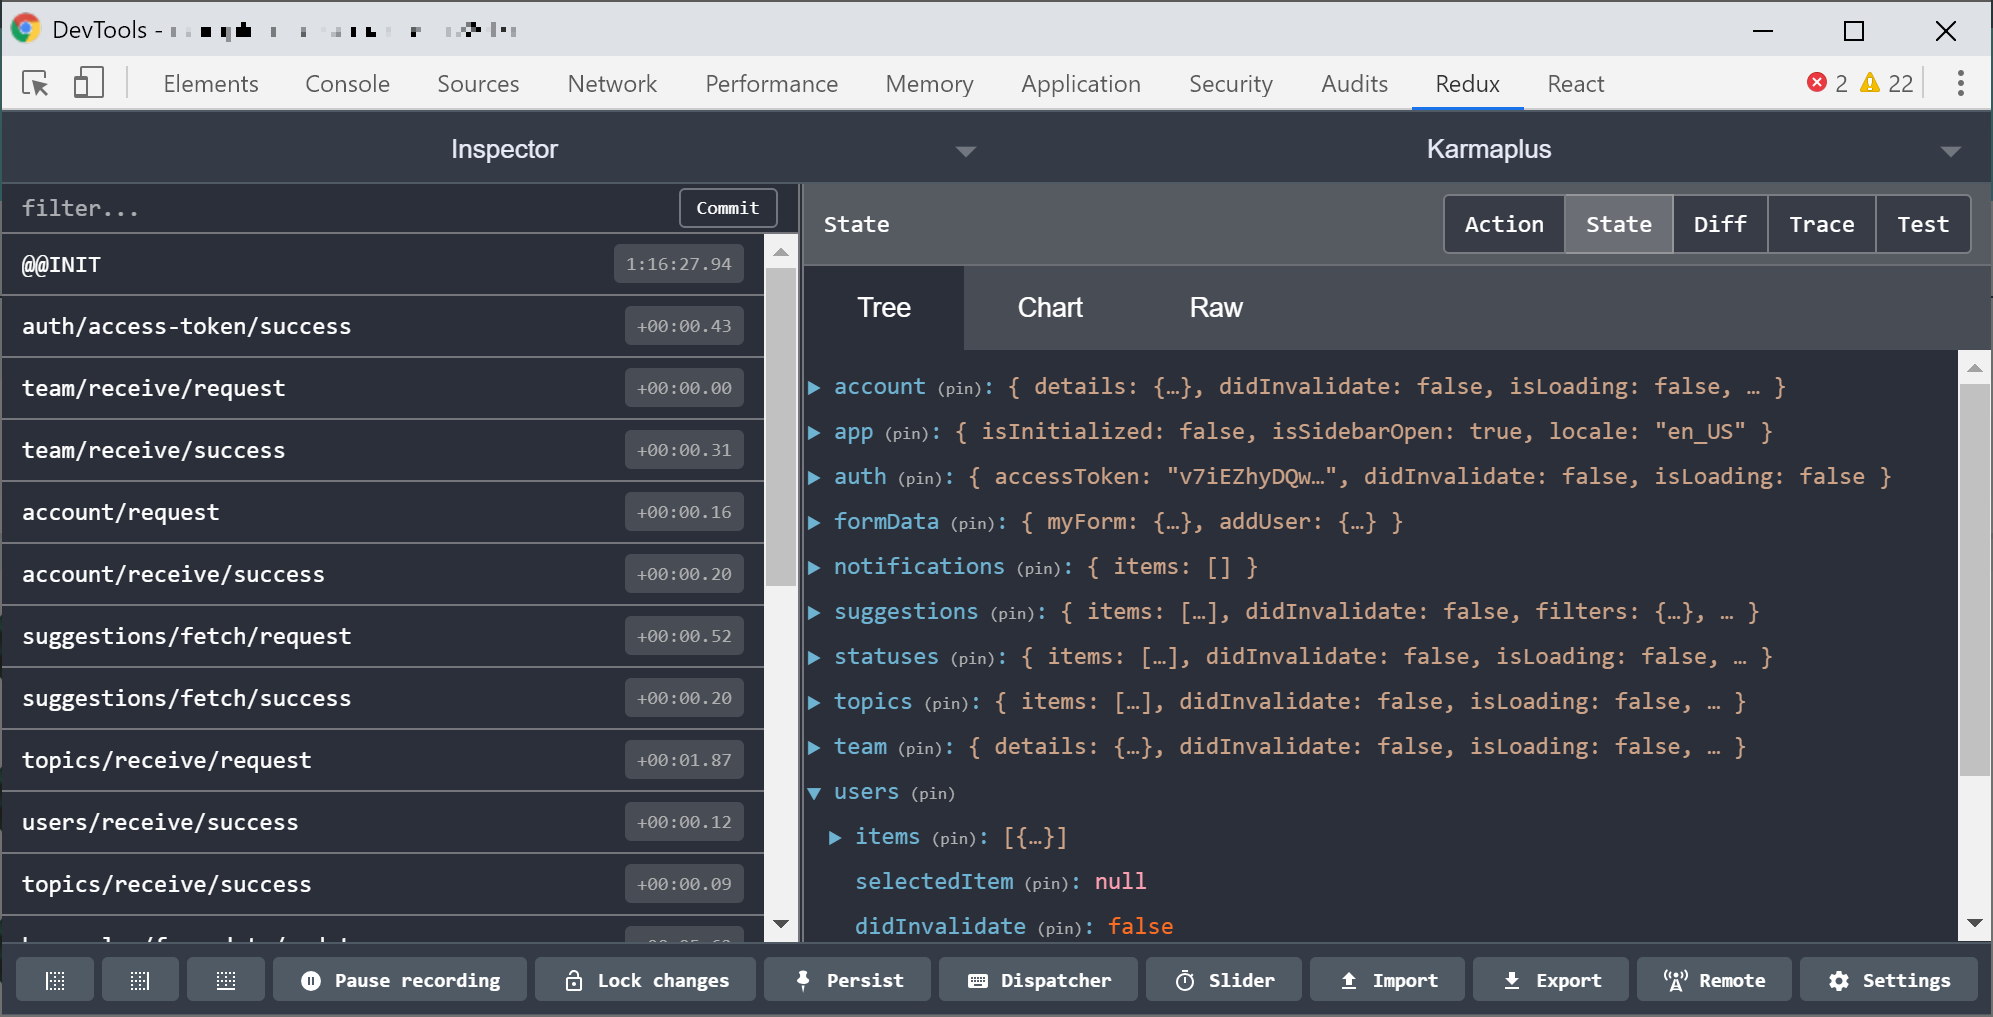 DevTools -
Elements Console Sources Network Performance Memory Application Security Audits Redux React 2 22
Inspector Karmaplus
filter... Commit
@@INIT 1:16:27.94
auth/access-token/success +00:00.43
team/receive/request +00:00.00
team/receive/success +00:00.31
account/request +00:00.16
account/receive/success +00:00.20
suggestions/fetch/request +00:00.52
suggestions/fetch/success +00:00.20
topics/receive/request +00:01.87
users/receive/success +00:00.12
topics/receive/success +00:00.09
State Action State Diff Trace Test
Tree Chart Raw
account (pin): { details: {…}, didInvalidate: false, isLoading: false, … }
app (pin): { isInitialized: false, isSidebarOpen: true, locale: "en_US" }
auth (pin): { accessToken: "v7iEZhyDQw…", didInvalidate: false, isLoading: false }
formData (pin): { myForm: {…}, addUser: {…} }
notifications (pin): { items: [] }
suggestions (pin): { items: […], didInvalidate: false, filters: {…}, … }
statuses (pin): { items: […], didInvalidate: false, isLoading: false, … }
topics (pin): { items: […], didInvalidate: false, isLoading: false, … }
team (pin): { details: {…}, didInvalidate: false, isLoading: false, … }
users (pin)
items (pin): [{…}]
selectedItem (pin): null
didInvalidate (pin): false
Pause recording Lock changes Persist Dispatcher Slider Import Export Remote Settings